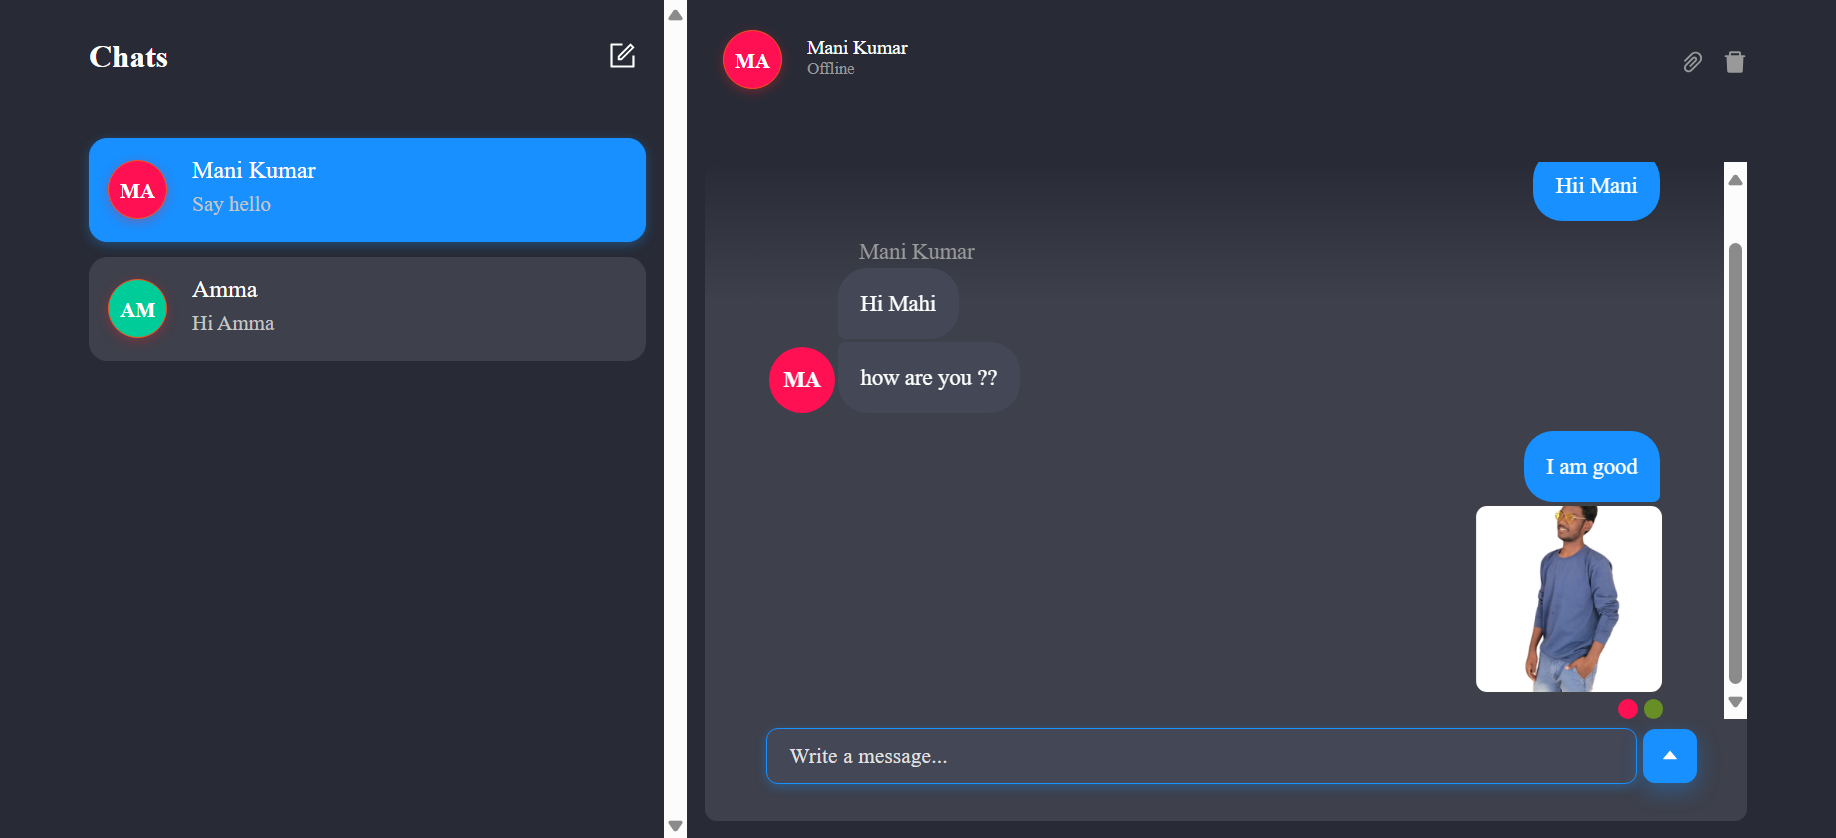 Chats
MA
Mani Kumar
Say hello
AM
Amma
Hi Amma
MA
Mani Kumar
Offline
Hii Mani
Mani Kumar
Hi Mahi
MA
how are you ??
I am good
Write a message...